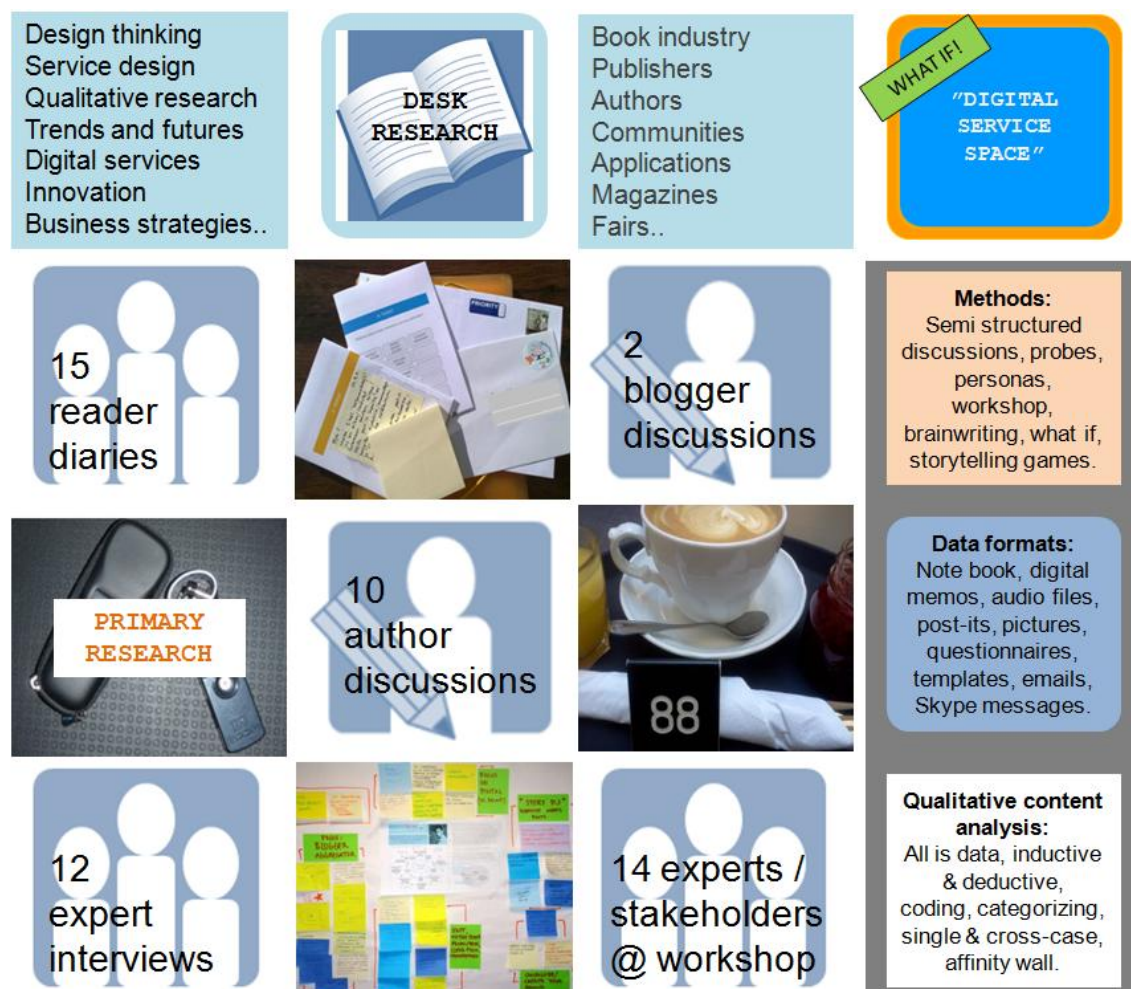 Design thinking
Service design
Qualitative research
Trends and futures
Digital services
Innovation
Business strategies..
DESK
RESEARCH
Book industry
Publishers
Authors
Communities
Applications
Magazines
Fairs..
WHAT IF!
"DIGITAL
SERVICE
SPACE"
15
reader
diaries
PRIORITY
2
blogger
discussions
Methods:
Semi structured
discussions, probes,
personas,
workshop,
brainwriting, what if,
storytelling games.
PRIMARY
RESEARCH
10
author
discussions
88
Data formats:
Note book, digital
memos, audio files,
post-its, pictures,
questionnaires,
templates, emails,
Skype messages.
12
expert
interviews
BLOGGER
AGGREGATOR
14 experts /
stakeholders
@ workshop
Qualitative content
analysis:
All is data, inductive
& deductive,
coding, categorizing,
single & cross-case,
affinity wall.